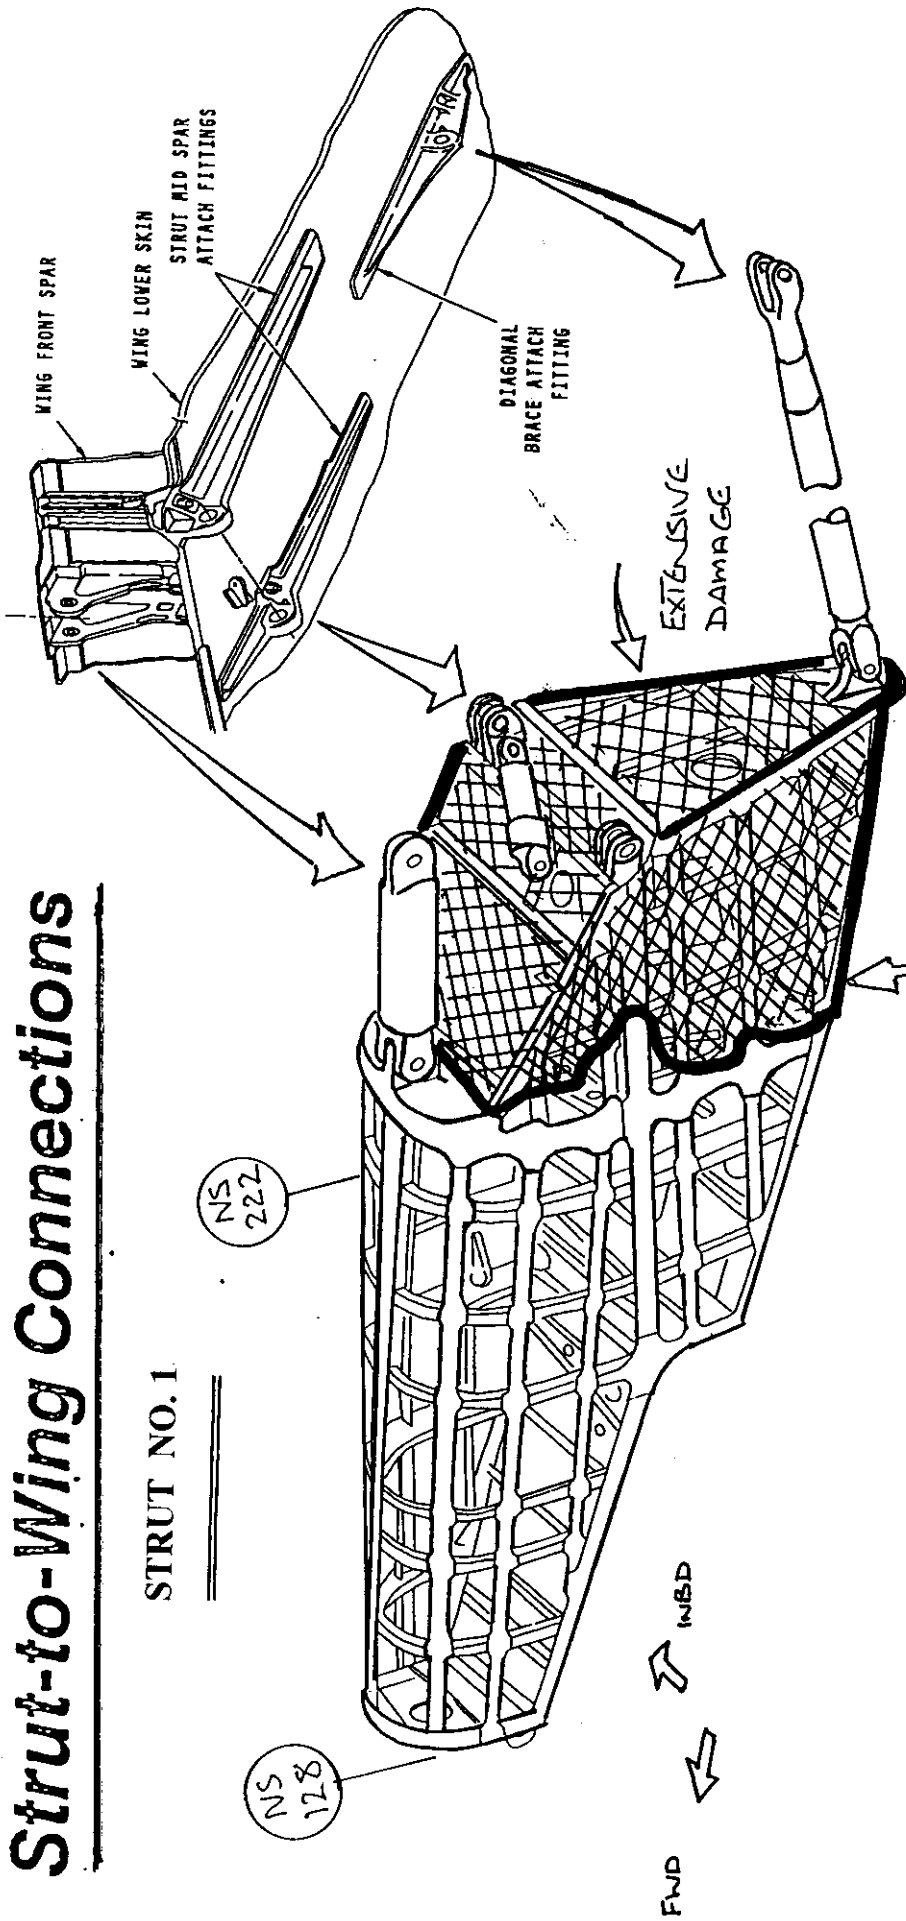 Strut-to-Wing Connections
STRUT NO. 1
WING FRONT SPAR
WING LOWER SKIN
STRUT MID SPAR
ATTACH FITTINGS
DIAGONAL
BRACE ATTACH
FITTING
EXTENSIVE
DAMAGE
NS
222
NS
128
INBD
FWD